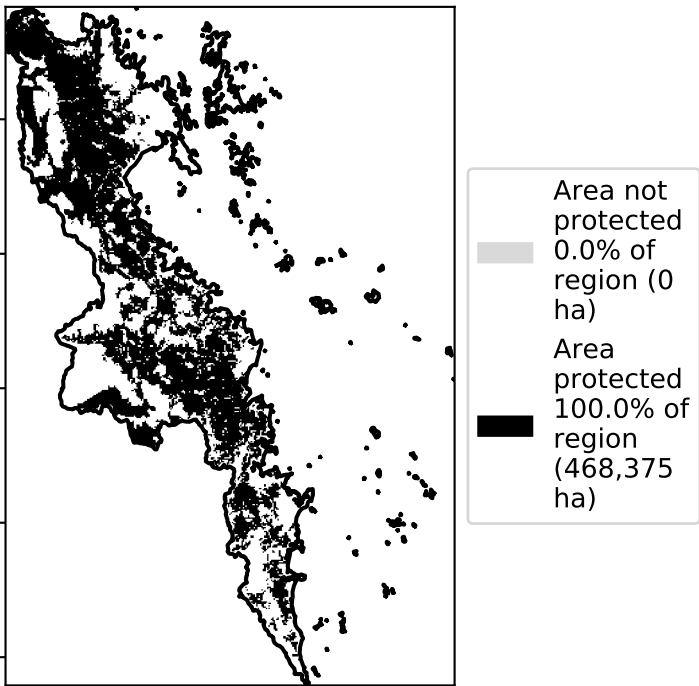 Area not
protected
0.0% of
region (0
ha)
Area
protected
100.0% of
region
(468,375
ha)